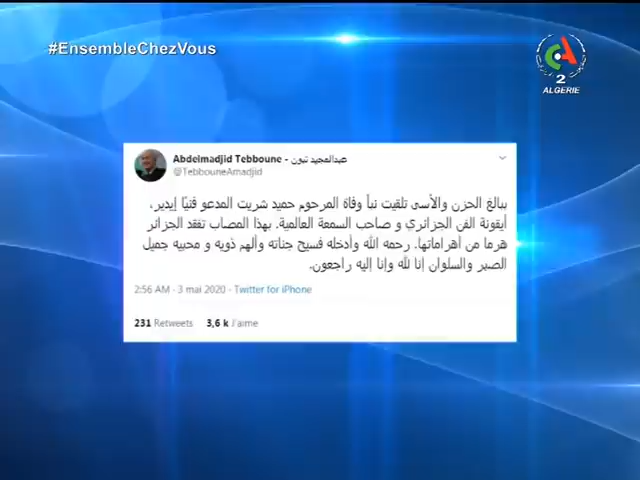 #EnsembleChezVous
2
ALGERIE
Abdelmadjid Tebboune - عبدالمجيد تبون
@TebbouneAmadjid
ببالغ الحزن والأسى تلقيت نبأ وفاة المرحوم حميد شريت المدعو فنيًا إيدير،
أيقونة الفن الجزائري و صاحب السمعة العالمية. بهذا المصاب تفقد الجزائر
هرما من أهراماتها. رحمه الله وأدخله فسيح جناته وألهم ذويه و محبيه جميل
الصبر والسلوان إنا لله وإنا إليه راجعون.
2:56 AM - 3 mai 2020 - Twitter for iPhone
231 Retweets 3,6 k J'aime